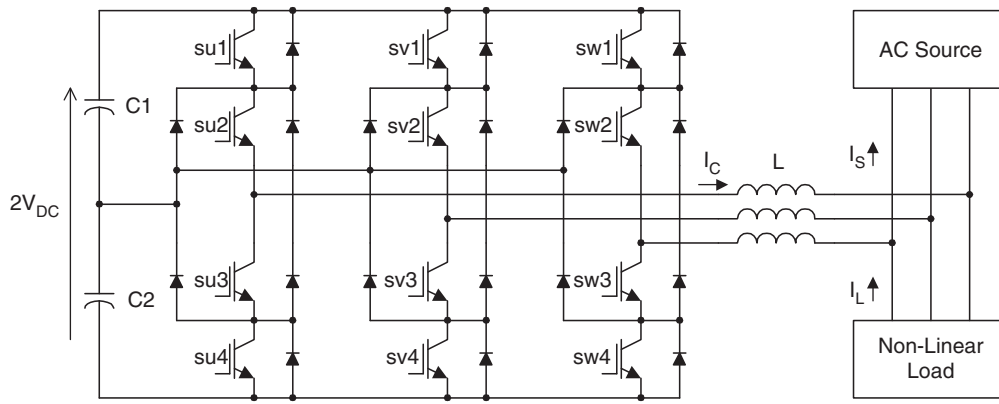 su1
sv1
sw1
AC Source
C1
su2
sv2
sw2
I_C
L
I_S
2V_DC
su3
sv3
sw3
C2
I_L
su4
sv4
sw4
Non-Linear
Load